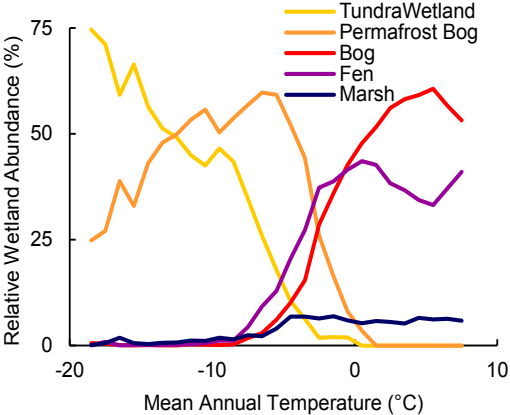 TundraWetland
Permafrost Bog
Bog
Fen
Marsh
Relative Wetland Abundance (%)
75
50
25
0
-20
-10
0
10
Mean Annual Temperature (°C)